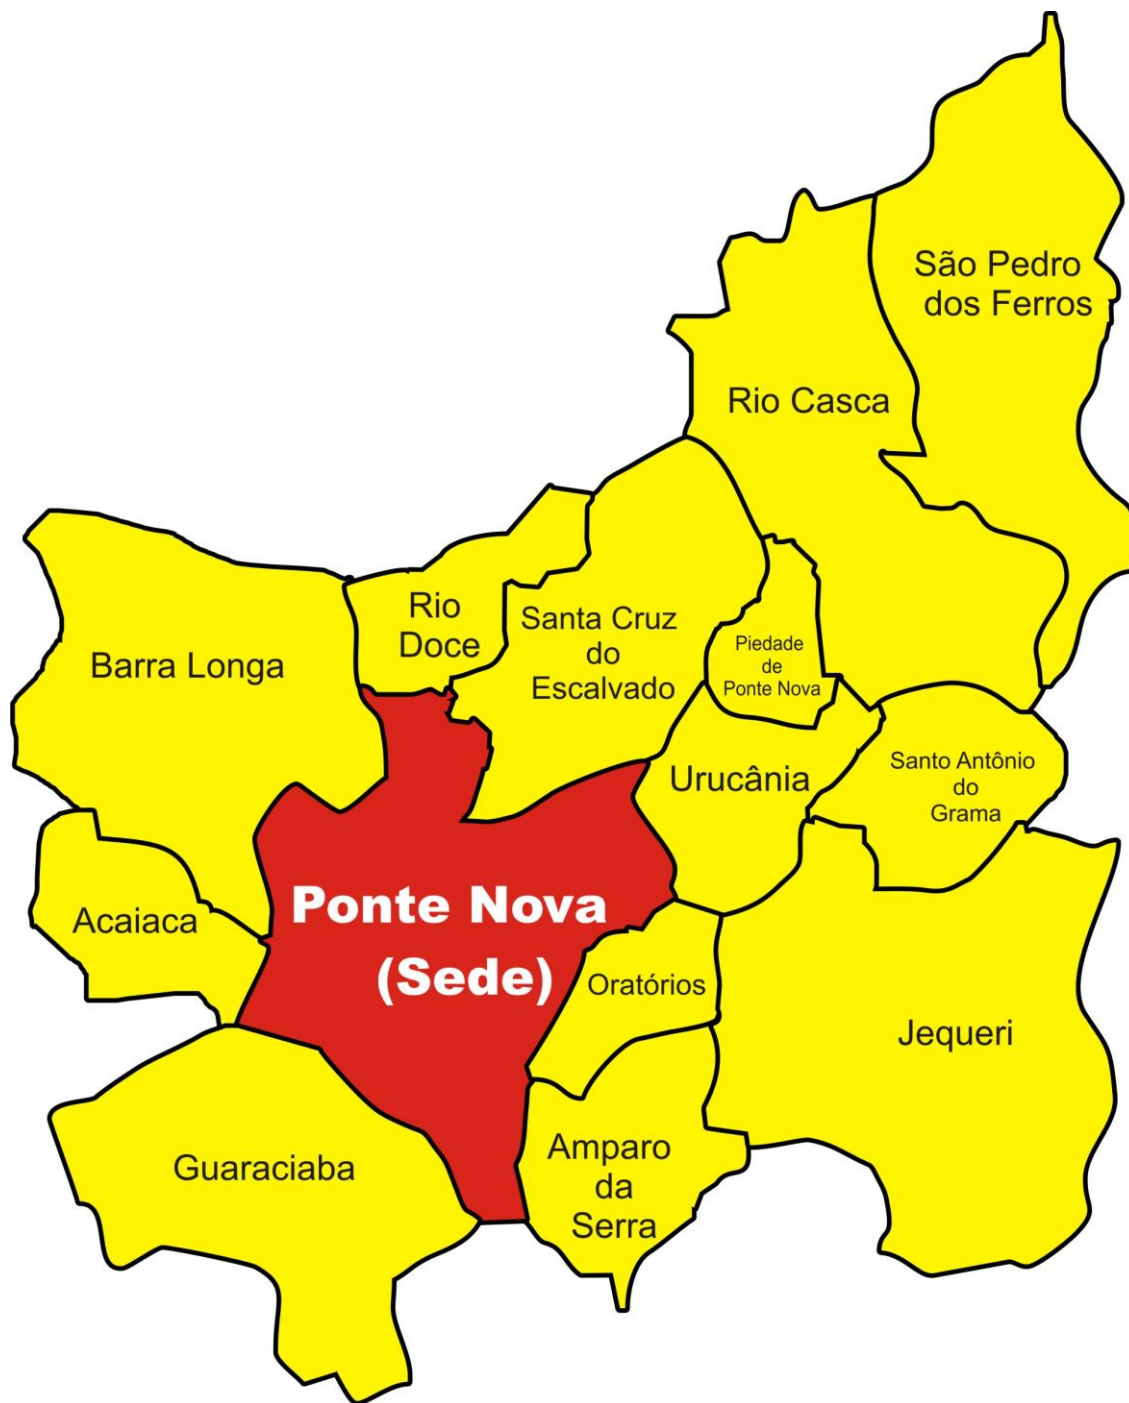 São Pedro
dos Ferros
Rio Casca
Rio
Doce
Santa Cruz
do
Escalvado
Piedade
de
Ponte Nova
Barra Longa
Urucânia
Santo Antônio
do
Grama
Acaiaca
Ponte Nova
(Sede)
Oratórios
Jequeri
Guaraciaba
Amparo
da
Serra